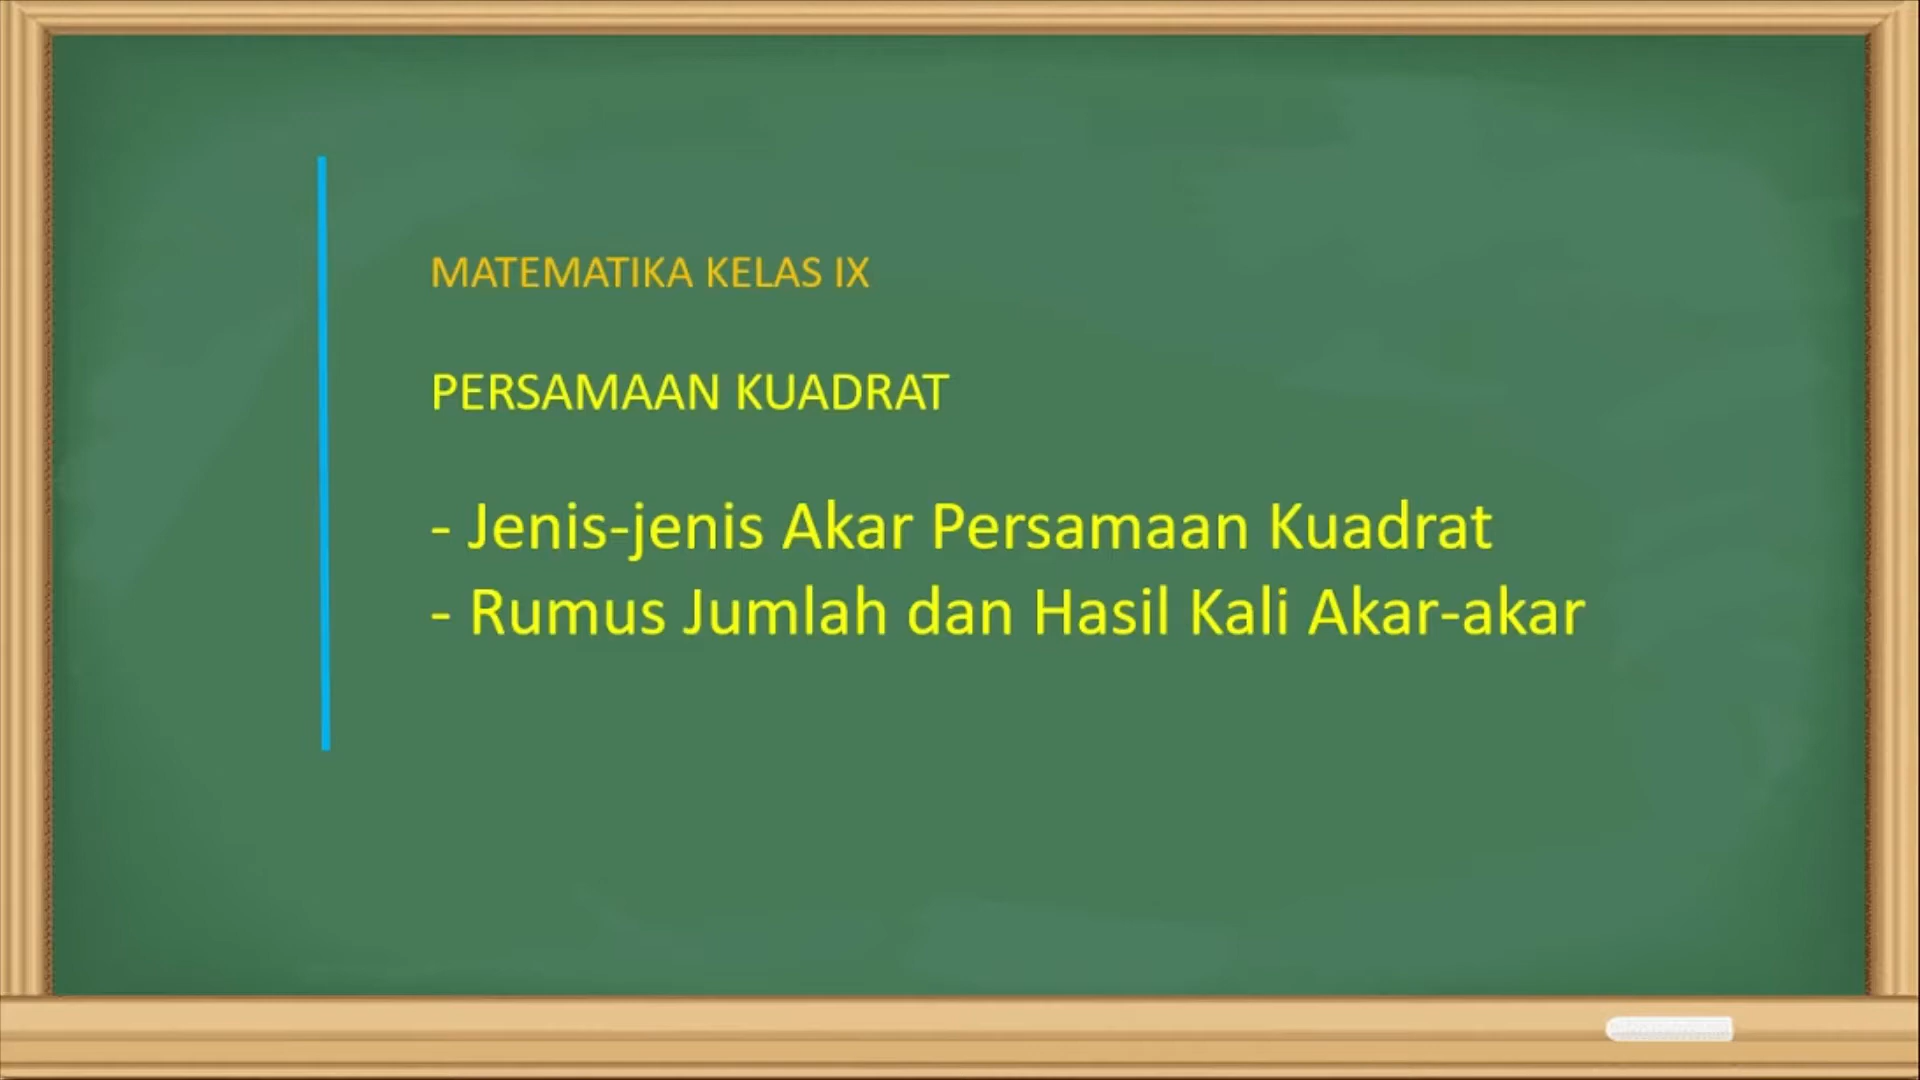 MATEMATIKA KELAS IX
PERSAMAAN KUADRAT
- Jenis-jenis Akar Persamaan Kuadrat
- Rumus Jumlah dan Hasil Kali Akar-akar